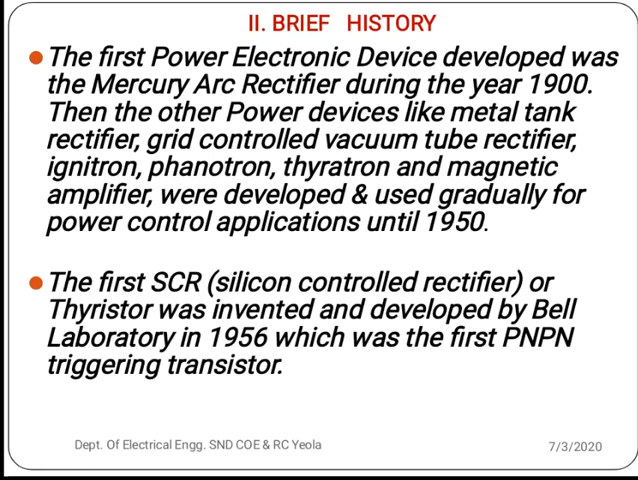 II. BRIEF HISTORY
The first Power Electronic Device developed was
the Mercury Arc Rectifier during the year 1900.
Then the other Power devices like metal tank
rectifier, grid controlled vacuum tube rectifier,
ignitron, phanotron, thyratron and magnetic
amplifier, were developed & used gradually for
power control applications until 1950.
The first SCR (silicon controlled rectifier) or
Thyristor was invented and developed by Bell
Laboratory in 1956 which was the first PNPN
triggering transistor.
Dept. Of Electrical Engg. SND COE & RC Yeola
7/3/2020